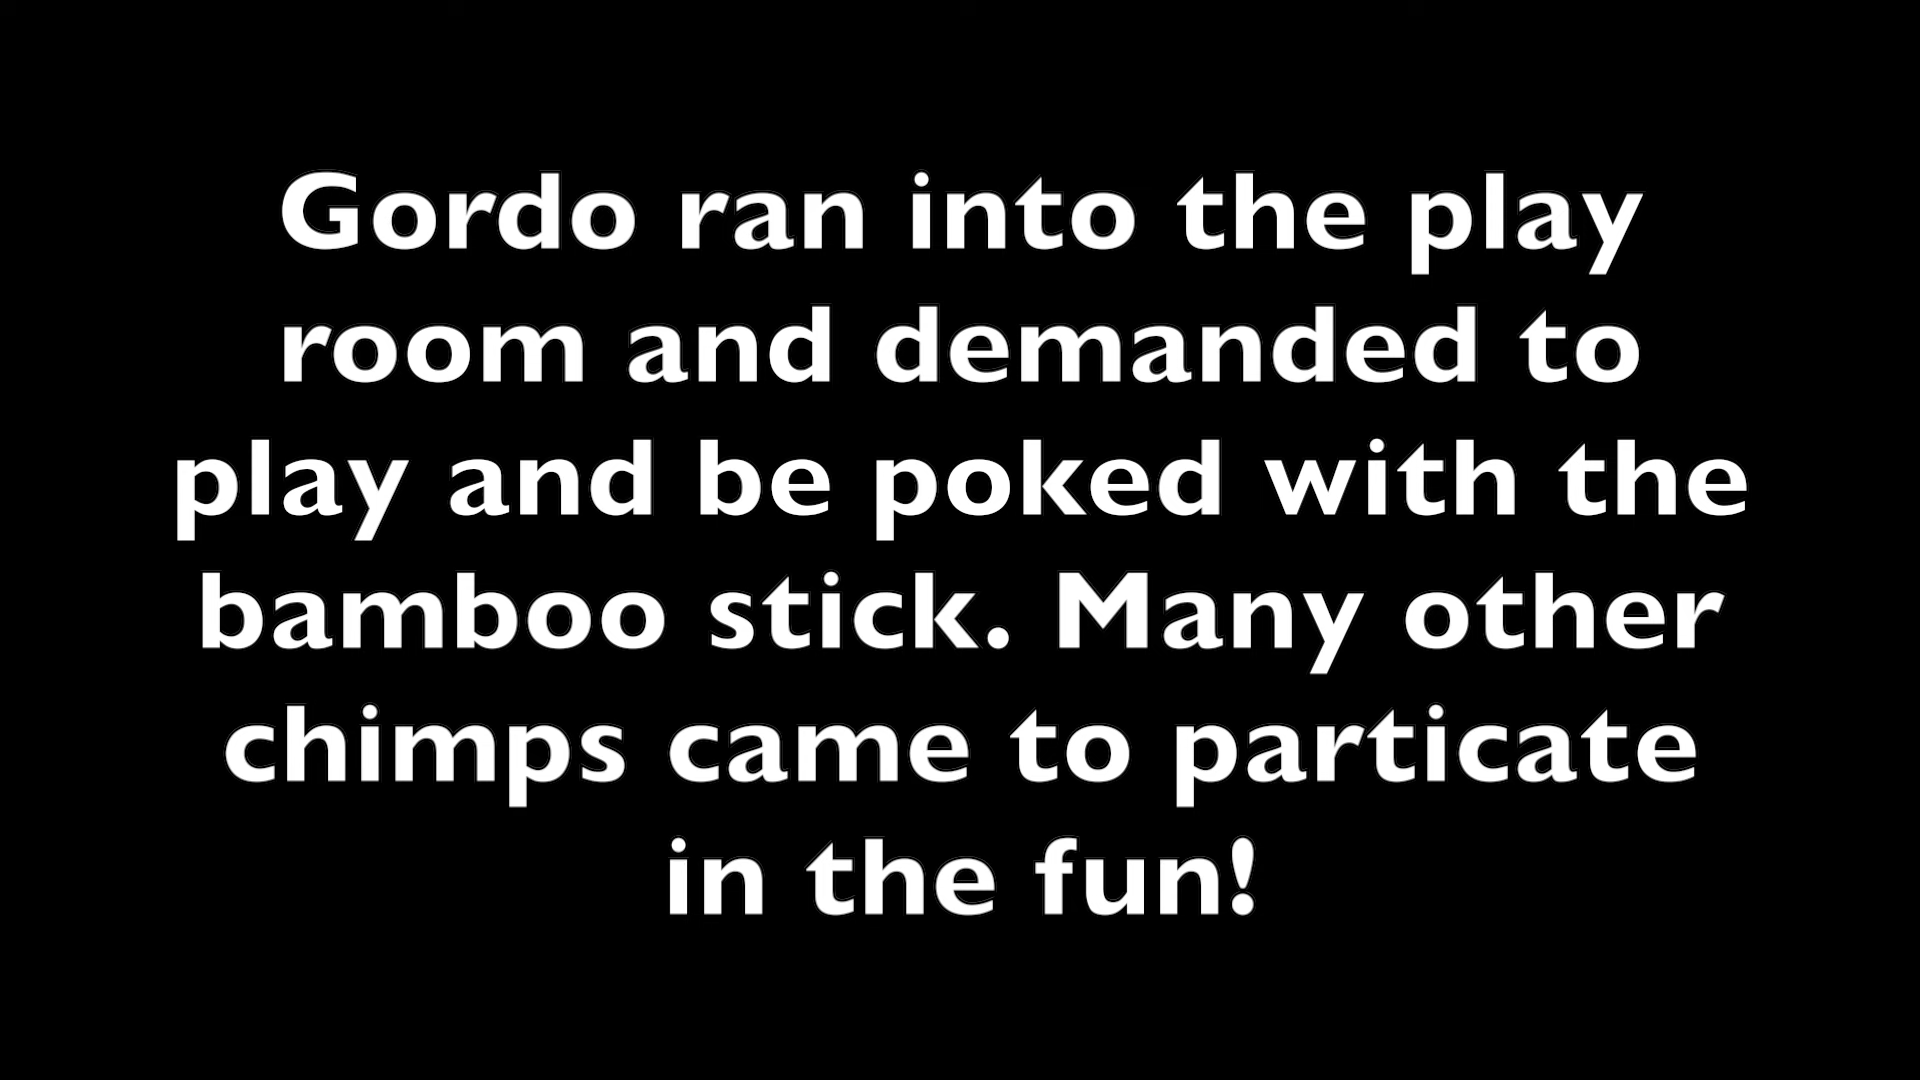 Gordo ran into the play
room and demanded to
play and be poked with the
bamboo stick. Many other
chimps came to particate
in the fun!